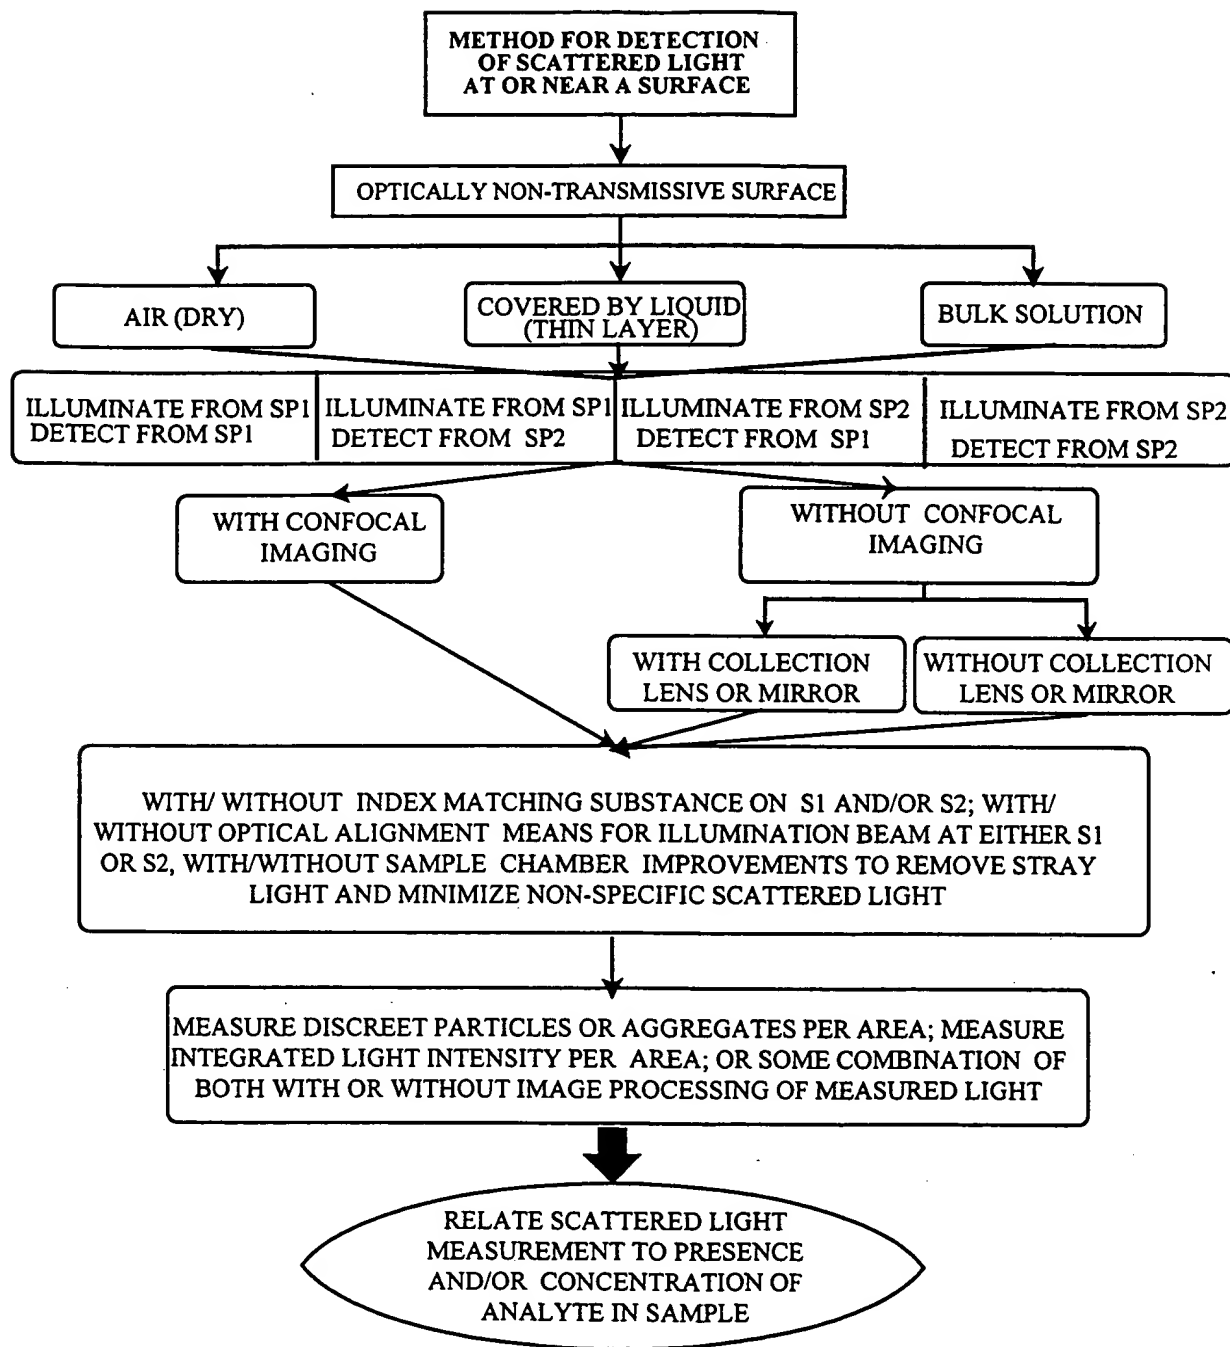 METHOD FOR DETECTION
OF SCATTERED LIGHT
AT OR NEAR A SURFACE
OPTICALLY NON-TRANSMISSIVE SURFACE
AIR (DRY)
COVERED BY LIQUID
(THIN LAYER)
BULK SOLUTION
ILLUMINATE FROM SP1
DETECT FROM SP1
ILLUMINATE FROM SP1
DETECT FROM SP2
ILLUMINATE FROM SP2
DETECT FROM SP1
ILLUMINATE FROM SP2
DETECT FROM SP2
WITH CONFOCAL
IMAGING
WITHOUT CONFOCAL
IMAGING
WITH COLLECTION
LENS OR MIRROR
WITHOUT COLLECTION
LENS OR MIRROR
WITH/ WITHOUT INDEX MATCHING SUBSTANCE ON S1 AND/OR S2; WITH/
WITHOUT OPTICAL ALIGNMENT MEANS FOR ILLUMINATION BEAM AT EITHER S1
OR S2, WITH/WITHOUT SAMPLE CHAMBER IMPROVEMENTS TO REMOVE STRAY
LIGHT AND MINIMIZE NON-SPECIFIC SCATTERED LIGHT
MEASURE DISCREET PARTICLES OR AGGREGATES PER AREA; MEASURE
INTEGRATED LIGHT INTENSITY PER AREA; OR SOME COMBINATION OF
BOTH WITH OR WITHOUT IMAGE PROCESSING OF MEASURED LIGHT
RELATE SCATTERED LIGHT
MEASUREMENT TO PRESENCE
AND/OR CONCENTRATION OF
ANALYTE IN SAMPLE